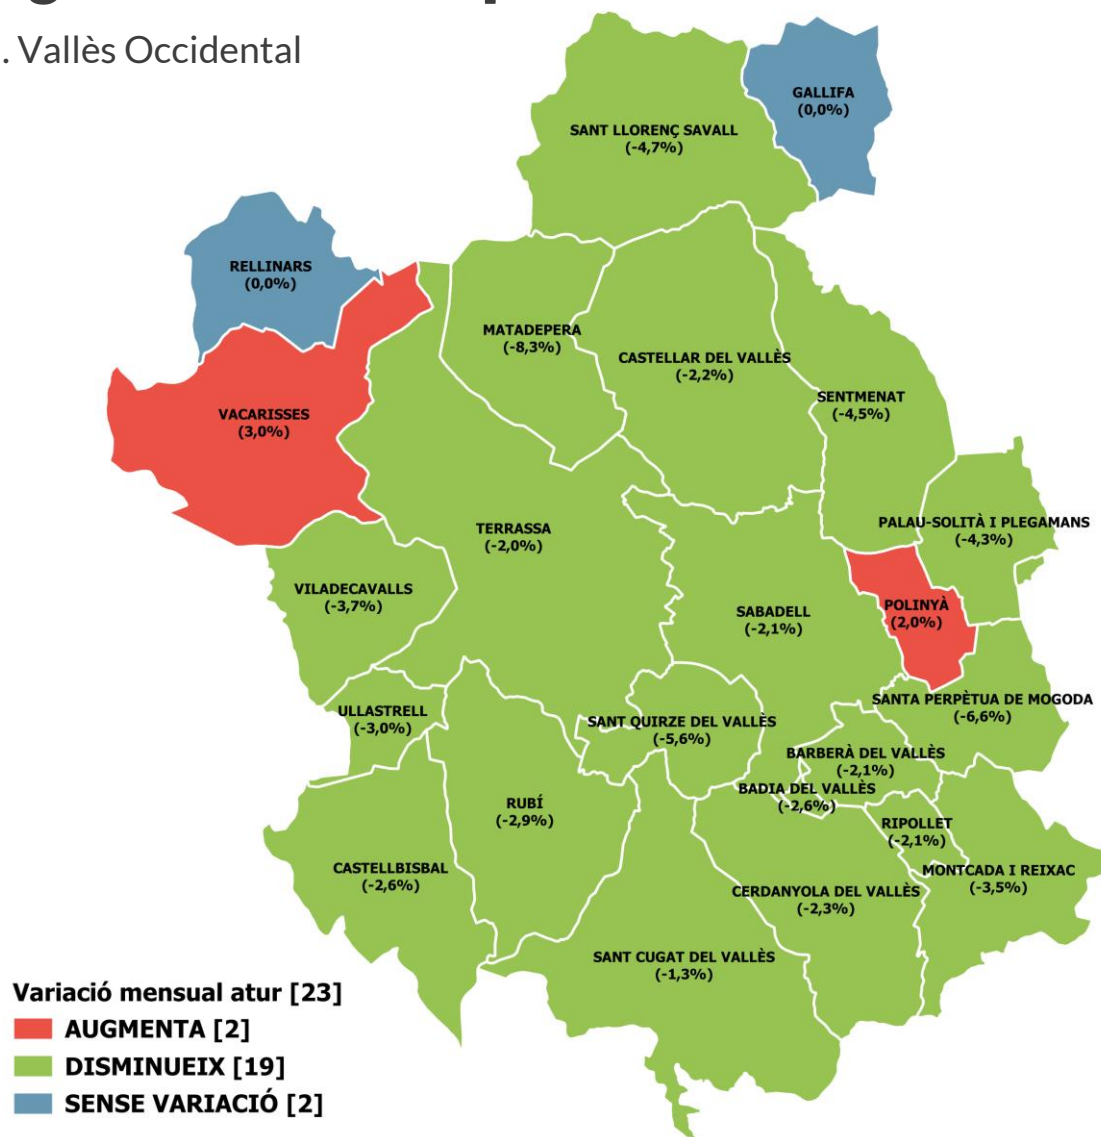 . Vallès Occidental
GALLIFA
(0,0%)
SANT LLORENÇ SAVALL
(-4,7%)
RELLINARS
(0,0%)
MATADEPERA
(-8,3%)
CASTELLAR DEL VALLÈS
(-2,2%)
SENTMENAT
(-4,5%)
VACARISSES
(3,0%)
TERRASSA
(-2,0%)
PALAU-SOLITÀ I PLEGAMANS
(-4,3%)
VILADECAVALLS
(-3,7%)
SABADELL
(-2,1%)
POLINYÀ
(2,0%)
ULLASTRELL
(-3,0%)
SANT QUIRZE DEL VALLÈS
(-5,6%)
SANTA PERPÈTUA DE MOGODA
(-6,6%)
BARBERÀ DEL VALLÈS
(-2,1%)
BADIA DEL VALLÈS
(-2,6%)
RUBÍ
(-2,9%)
RIPOLLET
(-2,1%)
CASTELLBISBAL
(-2,6%)
MONTCADA I REIXAC
(-3,5%)
CERDANYOLA DEL VALLÈS
(-2,3%)
SANT CUGAT DEL VALLÈS
(-1,3%)
Variació mensual atur [23]
AUGMENTA [2]
DISMINUEIX [19]
SENSE VARIACIÓ [2]